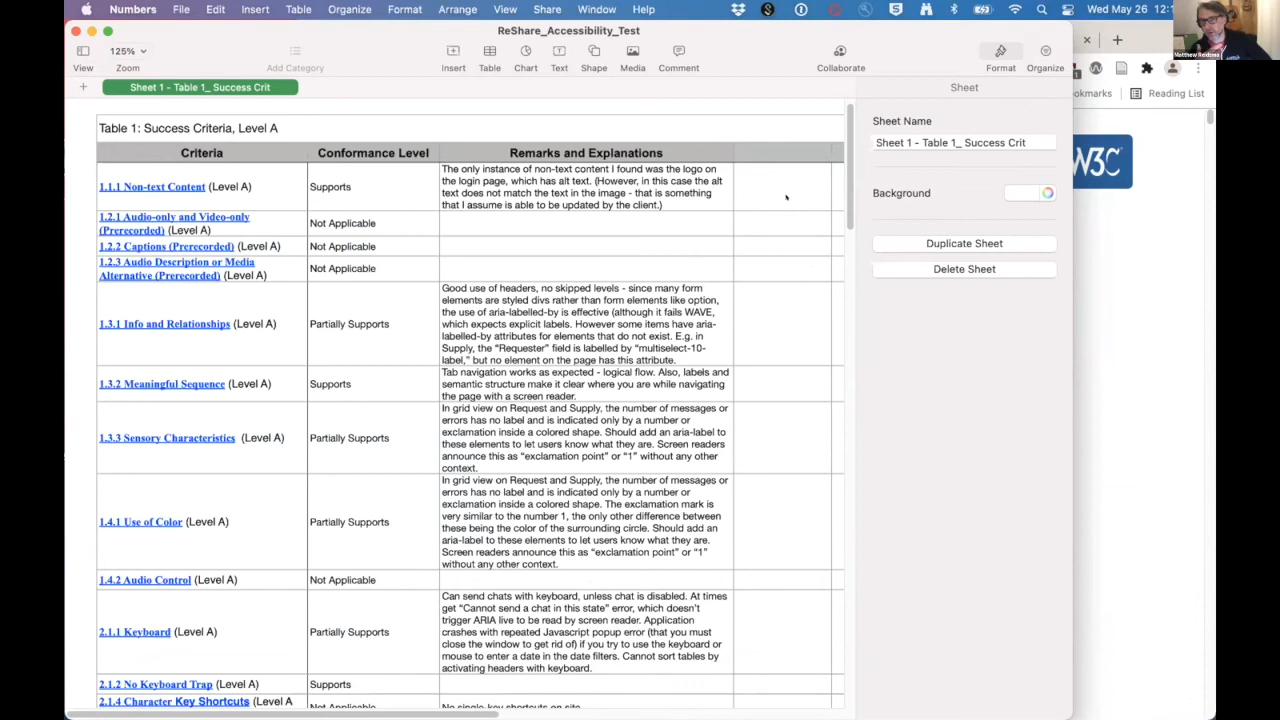 Numbers File Edit Insert Table Organize Format Arrange View Share Window Help
Wed May 26
Matthew Reidsma
ReShare_Accessibility_Test
125%
View Zoom Add Category Insert Table Chart Text Shape Media Comment Collaborate Format Organize
Sheet 1 - Table 1_ Success Crit
Sheet
okmarks Reading List
Table 1: Success Criteria, Level A
Criteria Conformance Level Remarks and Explanations
1.1.1 Non-text Content (Level A)
Supports
The only instance of non-text content I found was the logo on
the login page, which has alt text. (However, in this case the alt
text does not match the text in the image - that is something
that I assume is able to be updated by the client.)
1.2.1 Audio-only and Video-only
(Prerecorded) (Level A)
Not Applicable
1.2.2 Captions (Prerecorded) (Level A)
Not Applicable
1.2.3 Audio Description or Media
Alternative (Prerecorded) (Level A)
Not Applicable
1.3.1 Info and Relationships (Level A)
Partially Supports
Good use of headers, no skipped levels - since many form
elements are styled divs rather than form elements like option,
the use of aria-labelled-by is effective (although it fails WAVE,
which expects explicit labels. However some items have aria-
labelled-by attributes for elements that do not exist. E.g. in
Supply, the “Requester” field is labelled by “multiselect-10-
label,” but no element on the page has this attribute.
1.3.2 Meaningful Sequence (Level A)
Supports
Tab navigation works as expected - logical flow. Also, labels and
semantic structure make it clear where you are while navigating
the page with a screen reader.
1.3.3 Sensory Characteristics (Level A)
Partially Supports
In grid view on Request and Supply, the number of messages or
errors has no label and is indicated only by a number or
exclamation inside a colored shape. Should add an aria-label to
these elements to let users know what they are. Screen readers
announce this as “exclamation point” or “1” without any other
context.
1.4.1 Use of Color (Level A)
Partially Supports
In grid view on Request and Supply, the number of messages or
errors has no label and is indicated only by a number or
exclamation inside a colored shape. The exclamation mark is
very similar to the number 1, the only other difference between
these being the color of the surrounding circle. Should add an
aria-label to these elements to let users know what they are.
Screen readers announce this as “exclamation point” or “1”
without any other context.
1.4.2 Audio Control (Level A)
Not Applicable
2.1.1 Keyboard (Level A)
Partially Supports
Can send chats with keyboard, unless chat is disabled. At times
get “Cannot send a chat in this state” error, which doesn’t
trigger ARIA live to be read by screen reader. Application
crashes with repeated Javascript popup error (that you must
close the window to get rid of) if you try to use the keyboard or
mouse to enter a date in the date filters. Cannot sort tables by
activating headers with keyboard.
2.1.2 No Keyboard Trap (Level A)
Supports
2.1.4 Character Key Shortcuts (Level A
Not Applicable
No single-key shortcuts on site
Sheet Name
Sheet 1 - Table 1_ Success Crit
Background
Duplicate Sheet
Delete Sheet
W3C